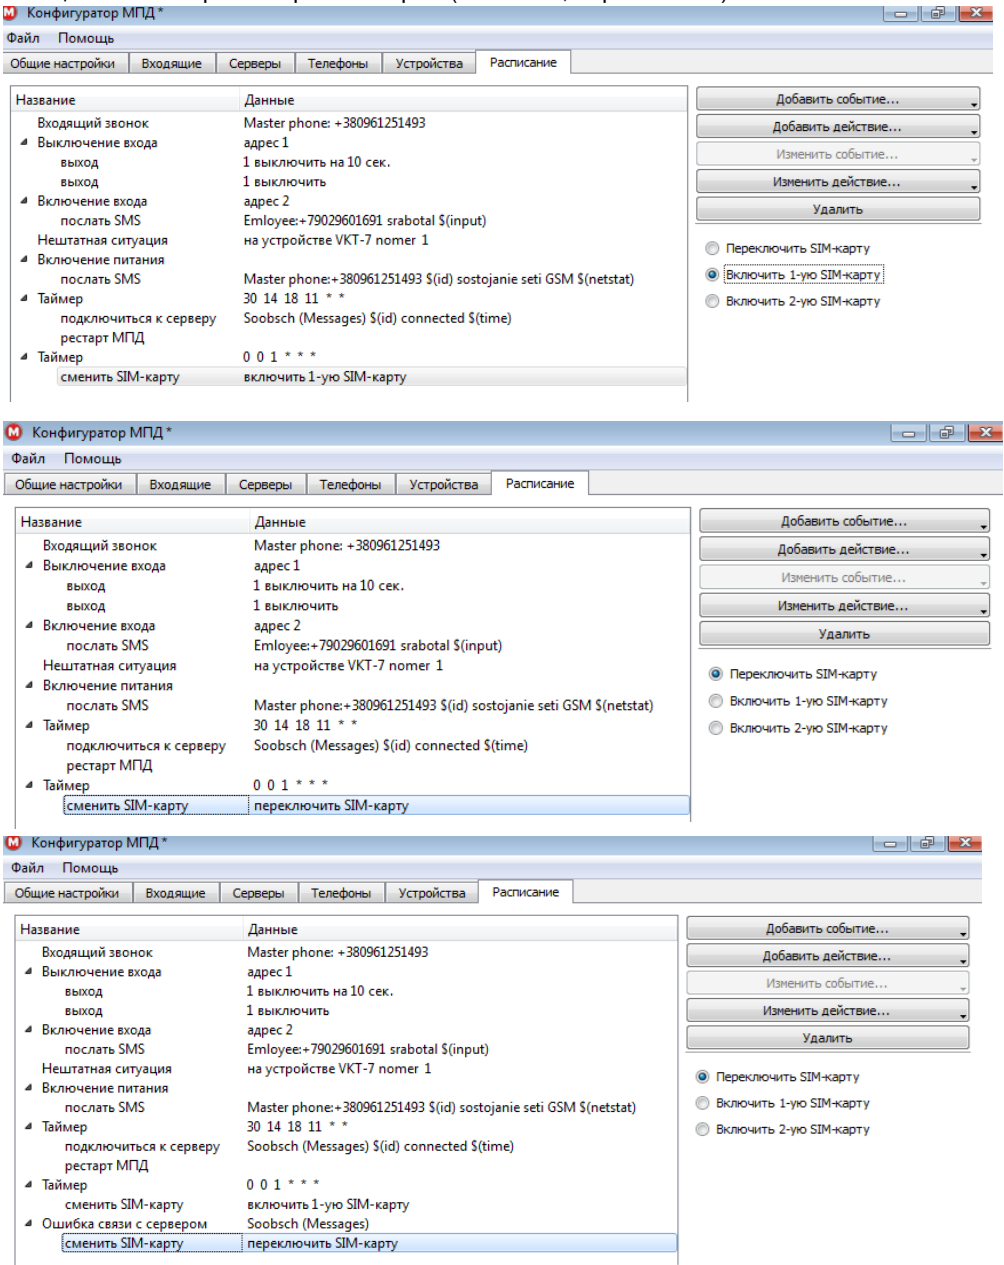 Конфигуратор МПД *
Файл Помощь
Общие настройки Входящие Серверы Телефоны Устройства Расписание
Название Данные
Входящий звонок Master phone: +380961251493
Выключение входа адрес 1
выход 1 выключить на 10 сек.
выход 1 выключить
Включение входа адрес 2
послать SMS Emloyee:+79029601691 srabotal $(input)
Нештатная ситуация на устройстве VKT-7 nomer 1
Включение питания
послать SMS Master phone:+380961251493 $(id) sostojanie seti GSM $(netstat)
Таймер 30 14 18 11 * *
подключиться к серверу Soobsch (Messages) $(id) connected $(time)
рестарт МПД
Таймер 0 0 1 * * *
сменить SIM-карту включить 1-ую SIM-карту
Добавить событие...
Добавить действие...
Изменить событие...
Изменить действие...
Удалить
Переключить SIM-карту
Включить 1-ую SIM-карту
Включить 2-ую SIM-карту
Конфигуратор МПД *
Файл Помощь
Общие настройки Входящие Серверы Телефоны Устройства Расписание
Название Данные
Входящий звонок Master phone: +380961251493
Выключение входа адрес 1
выход 1 выключить на 10 сек.
выход 1 выключить
Включение входа адрес 2
послать SMS Emloyee:+79029601691 srabotal $(input)
Нештатная ситуация на устройстве VKT-7 nomer 1
Включение питания
послать SMS Master phone:+380961251493 $(id) sostojanie seti GSM $(netstat)
Таймер 30 14 18 11 * *
подключиться к серверу Soobsch (Messages) $(id) connected $(time)
рестарт МПД
Таймер 0 0 1 * * *
сменить SIM-карту переключить SIM-карту
Добавить событие...
Добавить действие...
Изменить событие...
Изменить действие...
Удалить
Переключить SIM-карту
Включить 1-ую SIM-карту
Включить 2-ую SIM-карту
Конфигуратор МПД *
Файл Помощь
Общие настройки Входящие Серверы Телефоны Устройства Расписание
Название Данные
Входящий звонок Master phone: +380961251493
Выключение входа адрес 1
выход 1 выключить на 10 сек.
выход 1 выключить
Включение входа адрес 2
послать SMS Emloyee:+79029601691 srabotal $(input)
Нештатная ситуация на устройстве VKT-7 nomer 1
Включение питания
послать SMS Master phone:+380961251493 $(id) sostojanie seti GSM $(netstat)
Таймер 30 14 18 11 * *
подключиться к серверу Soobsch (Messages) $(id) connected $(time)
рестарт МПД
Таймер 0 0 1 * * *
сменить SIM-карту включить 1-ую SIM-карту
Ошибка связи с сервером Soobsch (Messages)
сменить SIM-карту переключить SIM-карту
Добавить событие...
Добавить действие...
Изменить событие...
Изменить действие...
Удалить
Переключить SIM-карту
Включить 1-ую SIM-карту
Включить 2-ую SIM-карту